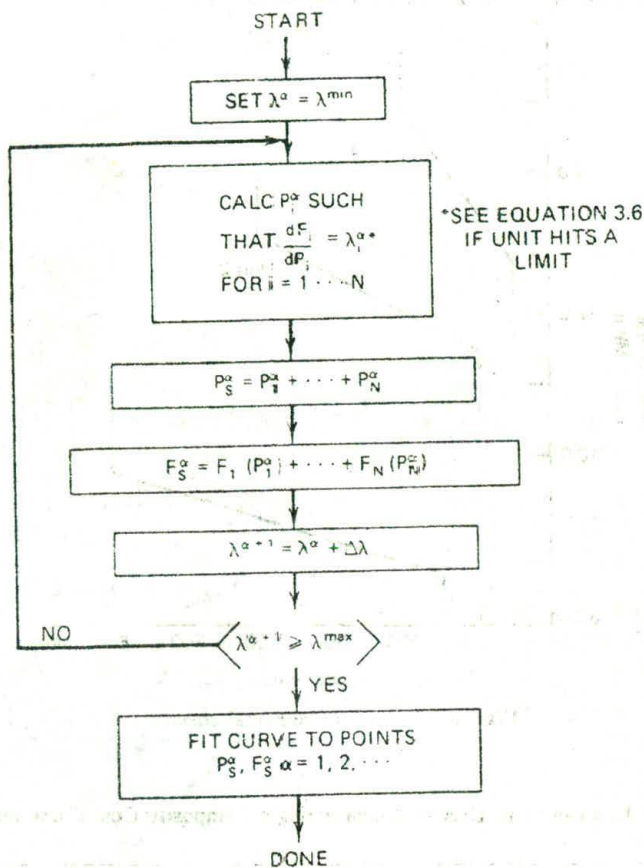 START
SET λ^α = λ^min
CALC P_i^α SUCH
THAT dF_i/dP_i = λ_i^α*
FOR i = 1 ··· N
*SEE EQUATION 3.6
IF UNIT HITS A
LIMIT
P_S^α = P_1^α + ··· + P_N^α
F_S^α = F_1 (P_1^α) + ··· + F_N (P_N^α)
λ^α+1 = λ^α + Δλ
NO
λ^α+1 ⩾ λ^max
YES
FIT CURVE TO POINTS
P_S^α, F_S^α α = 1, 2, ···
DONE